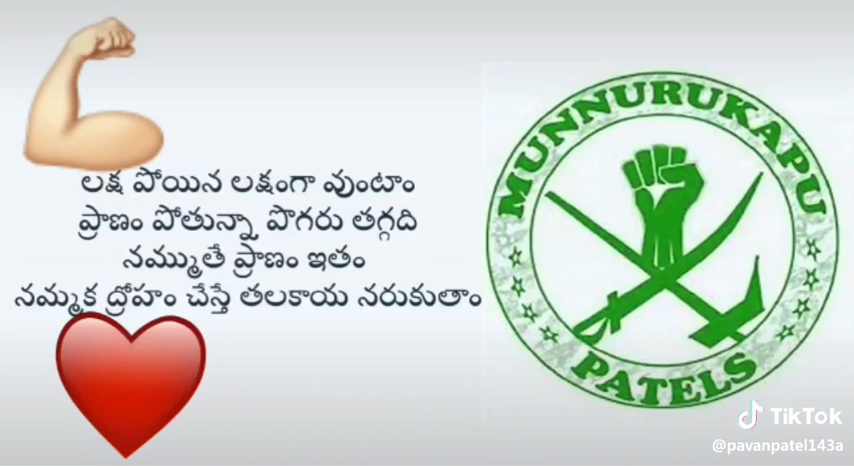 లక్ష పోయిన లక్షంగా వుంటాం
ప్రాణం పోతున్నా పొగరు తగ్గది
నమ్ముతే ప్రాణం ఇతం
నమ్మక ద్రోహం చేస్తే తలకాయ నరుకుతాం
MUNNURUKAPU
PATELS
TikTok
@pavanpatel143a